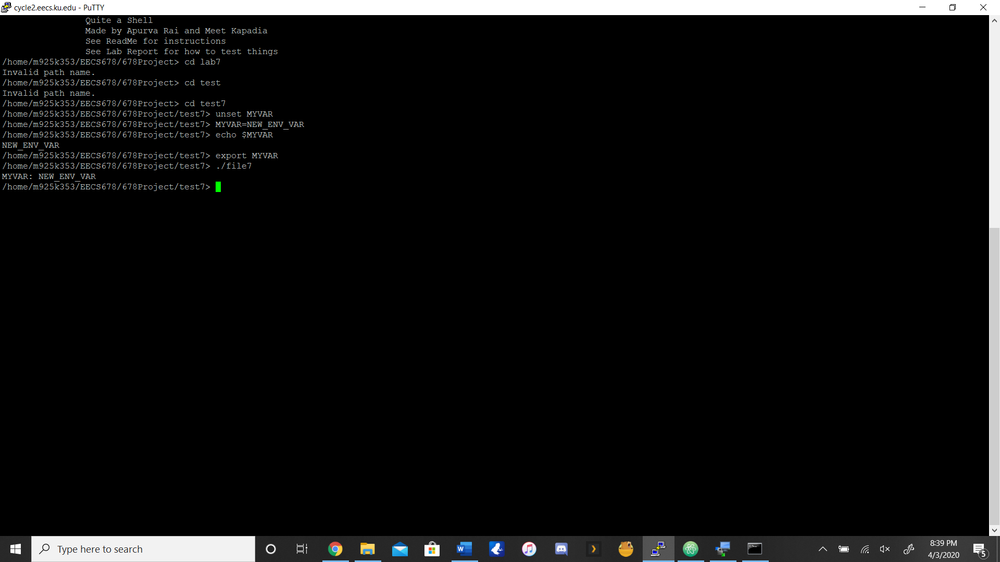 cycle2.eecs.ku.edu - PuTTY
Quite a Shell
Made by Apurva Rai and Meet Kapadia
See ReadMe for instructions
See Lab Report for how to test things
/home/m925k353/EECS678/678Project> cd lab7
Invalid path name.
/home/m925k353/EECS678/678Project> cd test
Invalid path name.
/home/m925k353/EECS678/678Project> cd test7
/home/m925k353/EECS678/678Project/test7> unset MYVAR
/home/m925k353/EECS678/678Project/test7> MYVAR=NEW_ENV_VAR
/home/m925k353/EECS678/678Project/test7> echo $MYVAR
NEW_ENV_VAR
/home/m925k353/EECS678/678Project/test7> export MYVAR
/home/m925k353/EECS678/678Project/test7> ./file7
MYVAR: NEW_ENV_VAR
/home/m925k353/EECS678/678Project/test7>
Type here to search
8:39 PM
4/3/2020
5